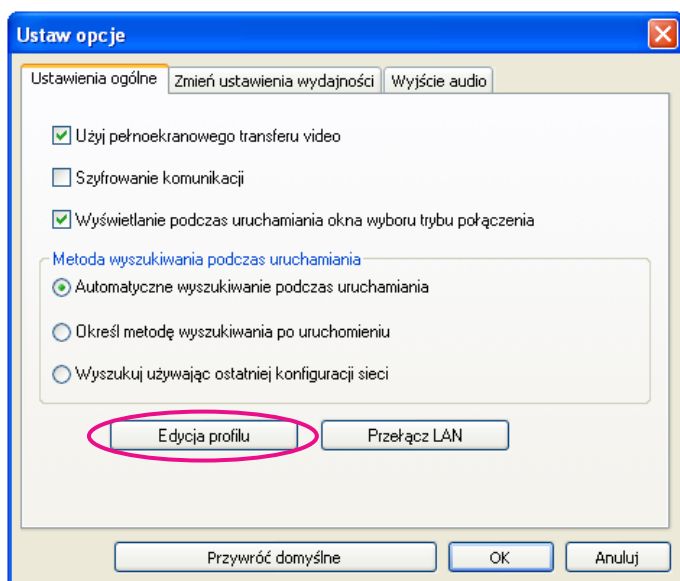 Ustaw opcje
Ustawienia ogólne Zmień ustawienia wydajności Wyjście audio
Użyj pełnoekranowego transferu video
Szyfrowanie komunikacji
Wyświetlanie podczas uruchamiania okna wyboru trybu połączenia
Metoda wyszukiwania podczas uruchamiania
Automatyczne wyszukiwanie podczas uruchamiania
Określ metodę wyszukiwania po uruchomieniu
Wyszukuj używając ostatniej konfiguracji sieci
Edycja profilu Przełącz LAN
Przywróć domyślne OK Anuluj